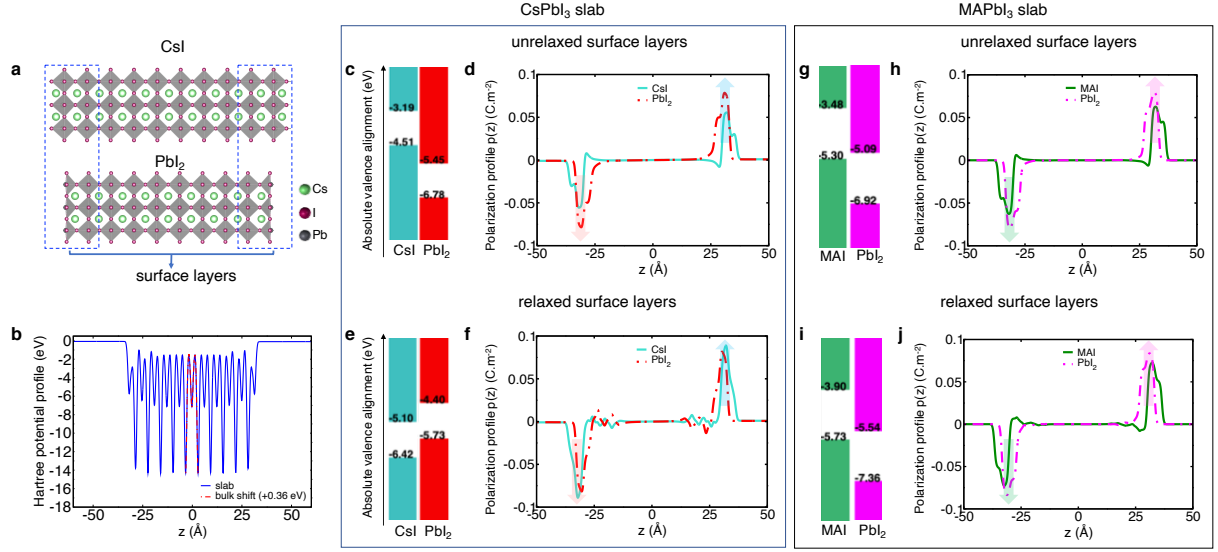 CsPbI₃ slab
MAPbI₃ slab
a
CsI
PbI₂
Cs
I
Pb
surface layers
b
Hartree potential profile (eV)
0
-2
-4
-6
-8
-10
-12
-14
-16
-18
-50
-25
0
25
50
z (Å)
slab
bulk shift (+0.36 eV)
unrelaxed surface layers
c
Absolute valence alignment (eV)
-3.19
-4.51
-5.45
-6.78
CsI
PbI₂
d
Polarization profile p(z) (C.m⁻²)
0.1
0.05
0
-0.05
-0.1
CsI
PbI₂
-50
-25
0
25
50
z (Å)
relaxed surface layers
e
Absolute valence alignment (eV)
-4.40
-5.10
-5.73
-6.42
CsI
PbI₂
f
Polarization profile p(z) (C.m⁻²)
0.1
0.05
0
-0.05
-0.1
CsI
PbI₂
-50
-25
0
25
50
z (Å)
unrelaxed surface layers
g
-3.48
-5.09
-5.30
-6.92
MAI
PbI₂
h
Polarization profile p(z) (C.m⁻²)
0.1
0.05
0
-0.05
-0.1
MAI
PbI₂
-50
-25
0
25
50
z (Å)
relaxed surface layers
i
-3.90
-5.54
-5.73
-7.36
MAI
PbI₂
j
Polarization profile p(z) (C.m⁻²)
0.1
0.05
0
-0.05
-0.1
MAI
PbI₂
-50
-25
0
25
50
z (Å)